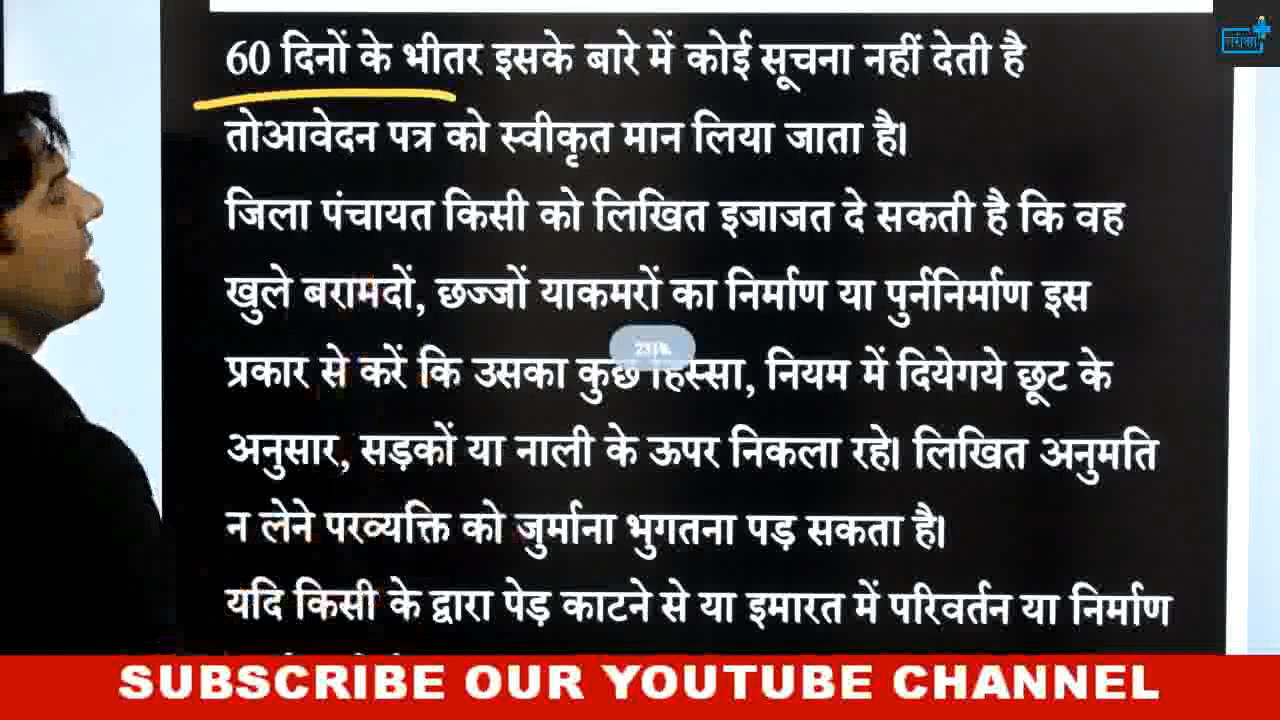 60 दिनों के भीतर इसके बारे में कोई सूचना नहीं देती है
तोआवेदन पत्र को स्वीकृत मान लिया जाता है।
जिला पंचायत किसी को लिखित इजाजत दे सकती है कि वह
खुले बरामदों, छज्जों याकमरों का निर्माण या पुर्ननिर्माण इस
प्रकार से करें कि उसका कुछ हिस्सा, नियम में दियेगये छूट के
अनुसार, सड़कों या नाली के ऊपर निकला रहे। लिखित अनुमति
न लेने परव्यक्ति को जुर्माना भुगतना पड़ सकता है।
यदि किसी के द्वारा पेड़ काटने से या इमारत में परिवर्तन या निर्माण
SUBSCRIBE OUR YOUTUBE CHANNEL